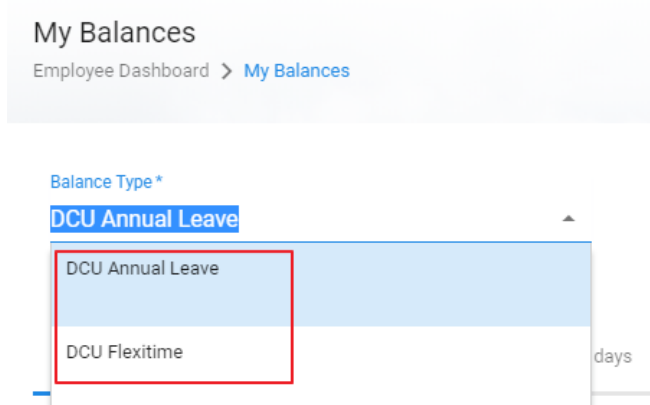 My Balances
Employee Dashboard > My Balances
Balance Type *
DCU Annual Leave
DCU Annual Leave
DCU Flexitime
days